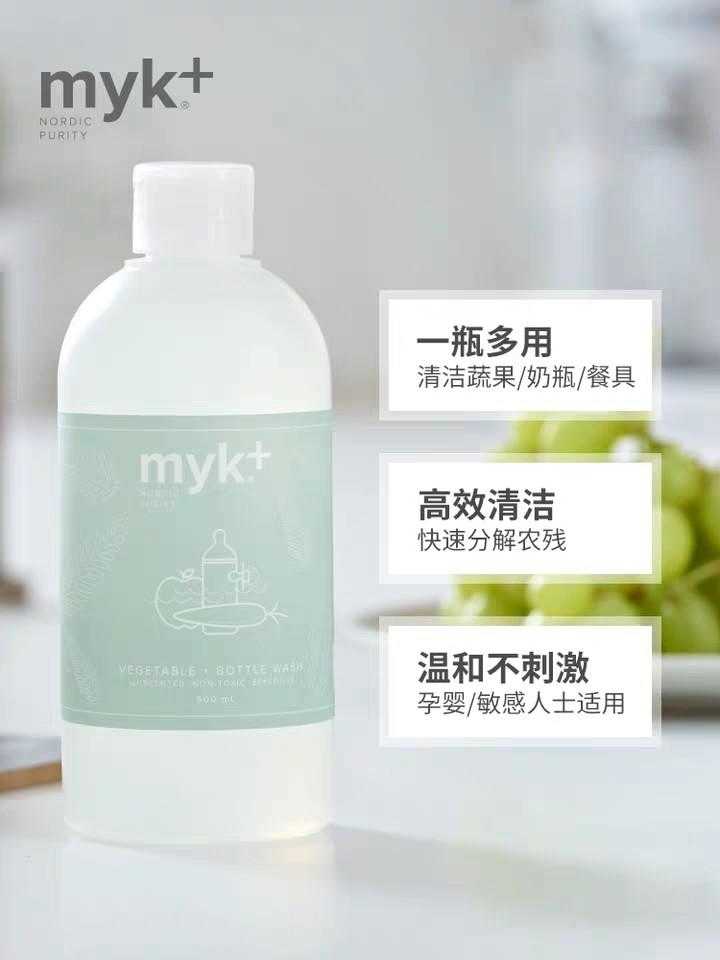 myk+®
NORDIC
PURITY
一瓶多用
清洁蔬果/奶瓶/餐具
高效清洁
快速分解农残
温和不刺激
孕婴/敏感人士适用
myk+
NORDIC
PURITY
VEGETABLE + BOTTLE WASH
500 mL